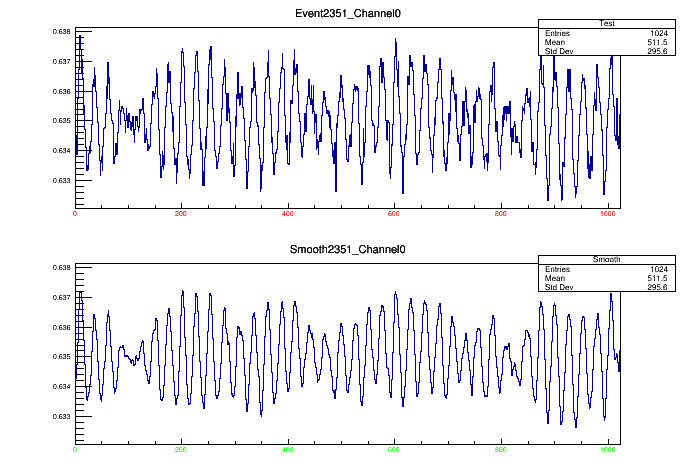 Event2351_Channel0
Test
Entries 1024
Mean 511.5
Std Dev 295.6
0.638
0.637
0.636
0.635
0.634
0.633
0 200 400 600 800 1000
Smooth2351_Channel0
Smooth
Entries 1024
Mean 511.5
Std Dev 295.6
0.638
0.637
0.636
0.635
0.634
0.633
0 200 400 600 800 1000